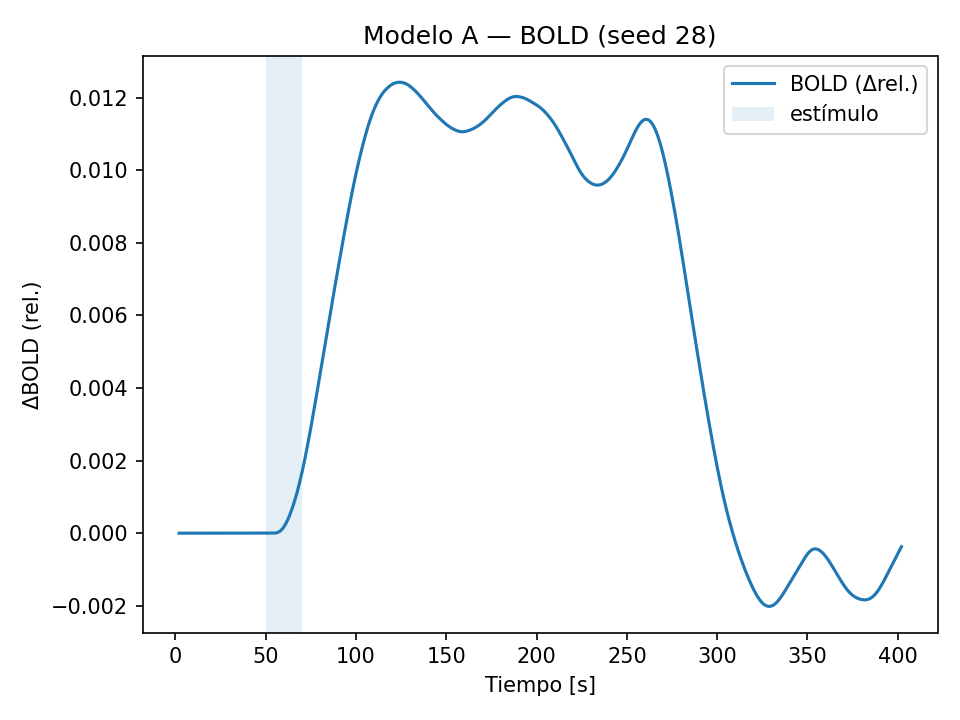 Modelo A — BOLD (seed 28)
BOLD (Δrel.)
estímulo
ΔBOLD (rel.)
0.012
0.010
0.008
0.006
0.004
0.002
0.000
−0.002
0 50 100 150 200 250 300 350 400
Tiempo [s]